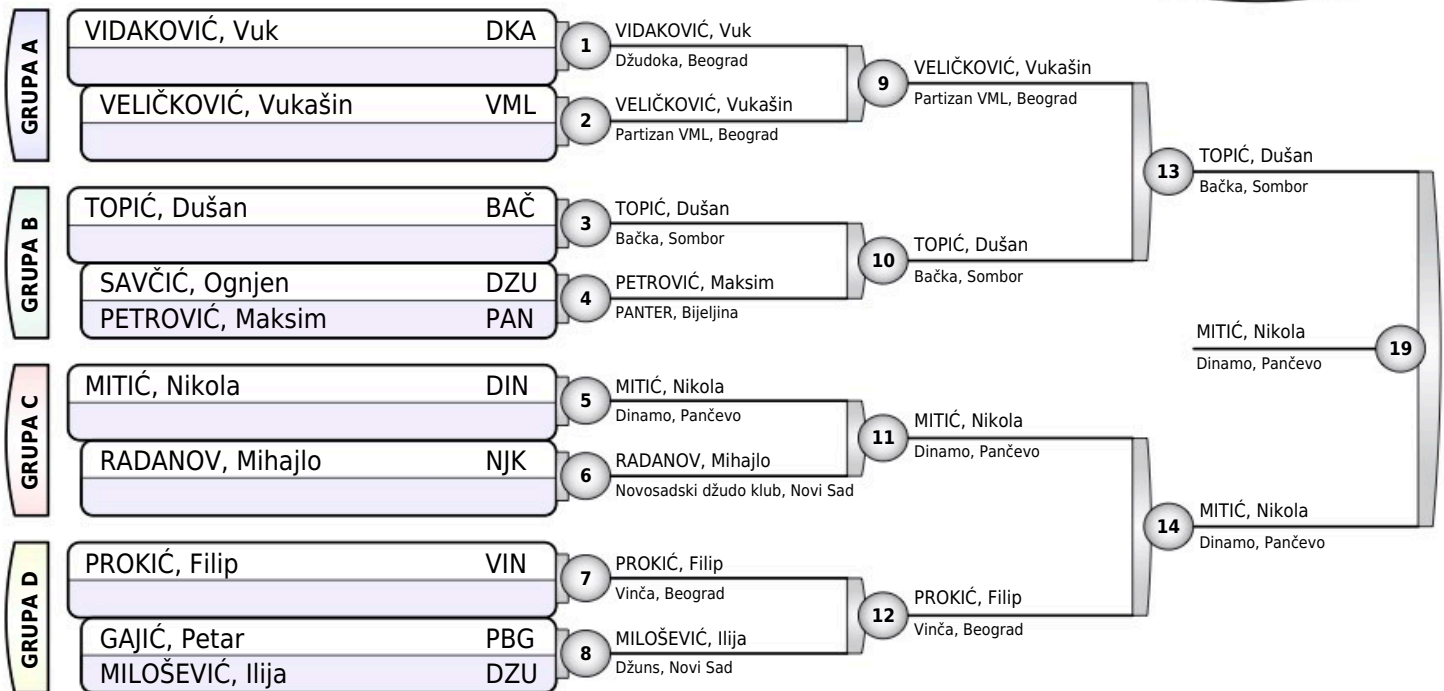 GRUPA A
VIDAKOVIĆ, Vuk DKA
VELIČKOVIĆ, Vukašin VML
1
VIDAKOVIĆ, Vuk
Džudoka, Beograd
2
VELIČKOVIĆ, Vukašin
Partizan VML, Beograd
9
VELIČKOVIĆ, Vukašin
Partizan VML, Beograd
GRUPA B
TOPIĆ, Dušan BAČ
SAVČIĆ, Ognjen DZU
PETROVIĆ, Maksim PAN
3
TOPIĆ, Dušan
Bačka, Sombor
4
PETROVIĆ, Maksim
PANTER, Bijeljina
10
TOPIĆ, Dušan
Bačka, Sombor
13
TOPIĆ, Dušan
Bačka, Sombor
GRUPA C
MITIĆ, Nikola DIN
RADANOV, Mihajlo NJK
5
MITIĆ, Nikola
Dinamo, Pančevo
6
RADANOV, Mihajlo
Novosadski džudo klub, Novi Sad
11
MITIĆ, Nikola
Dinamo, Pančevo
GRUPA D
PROKIĆ, Filip VIN
GAJIĆ, Petar PBG
MILOŠEVIĆ, Ilija DZU
7
PROKIĆ, Filip
Vinča, Beograd
8
MILOŠEVIĆ, Ilija
Džuns, Novi Sad
12
PROKIĆ, Filip
Vinča, Beograd
14
MITIĆ, Nikola
Dinamo, Pančevo
MITIĆ, Nikola
Dinamo, Pančevo
19